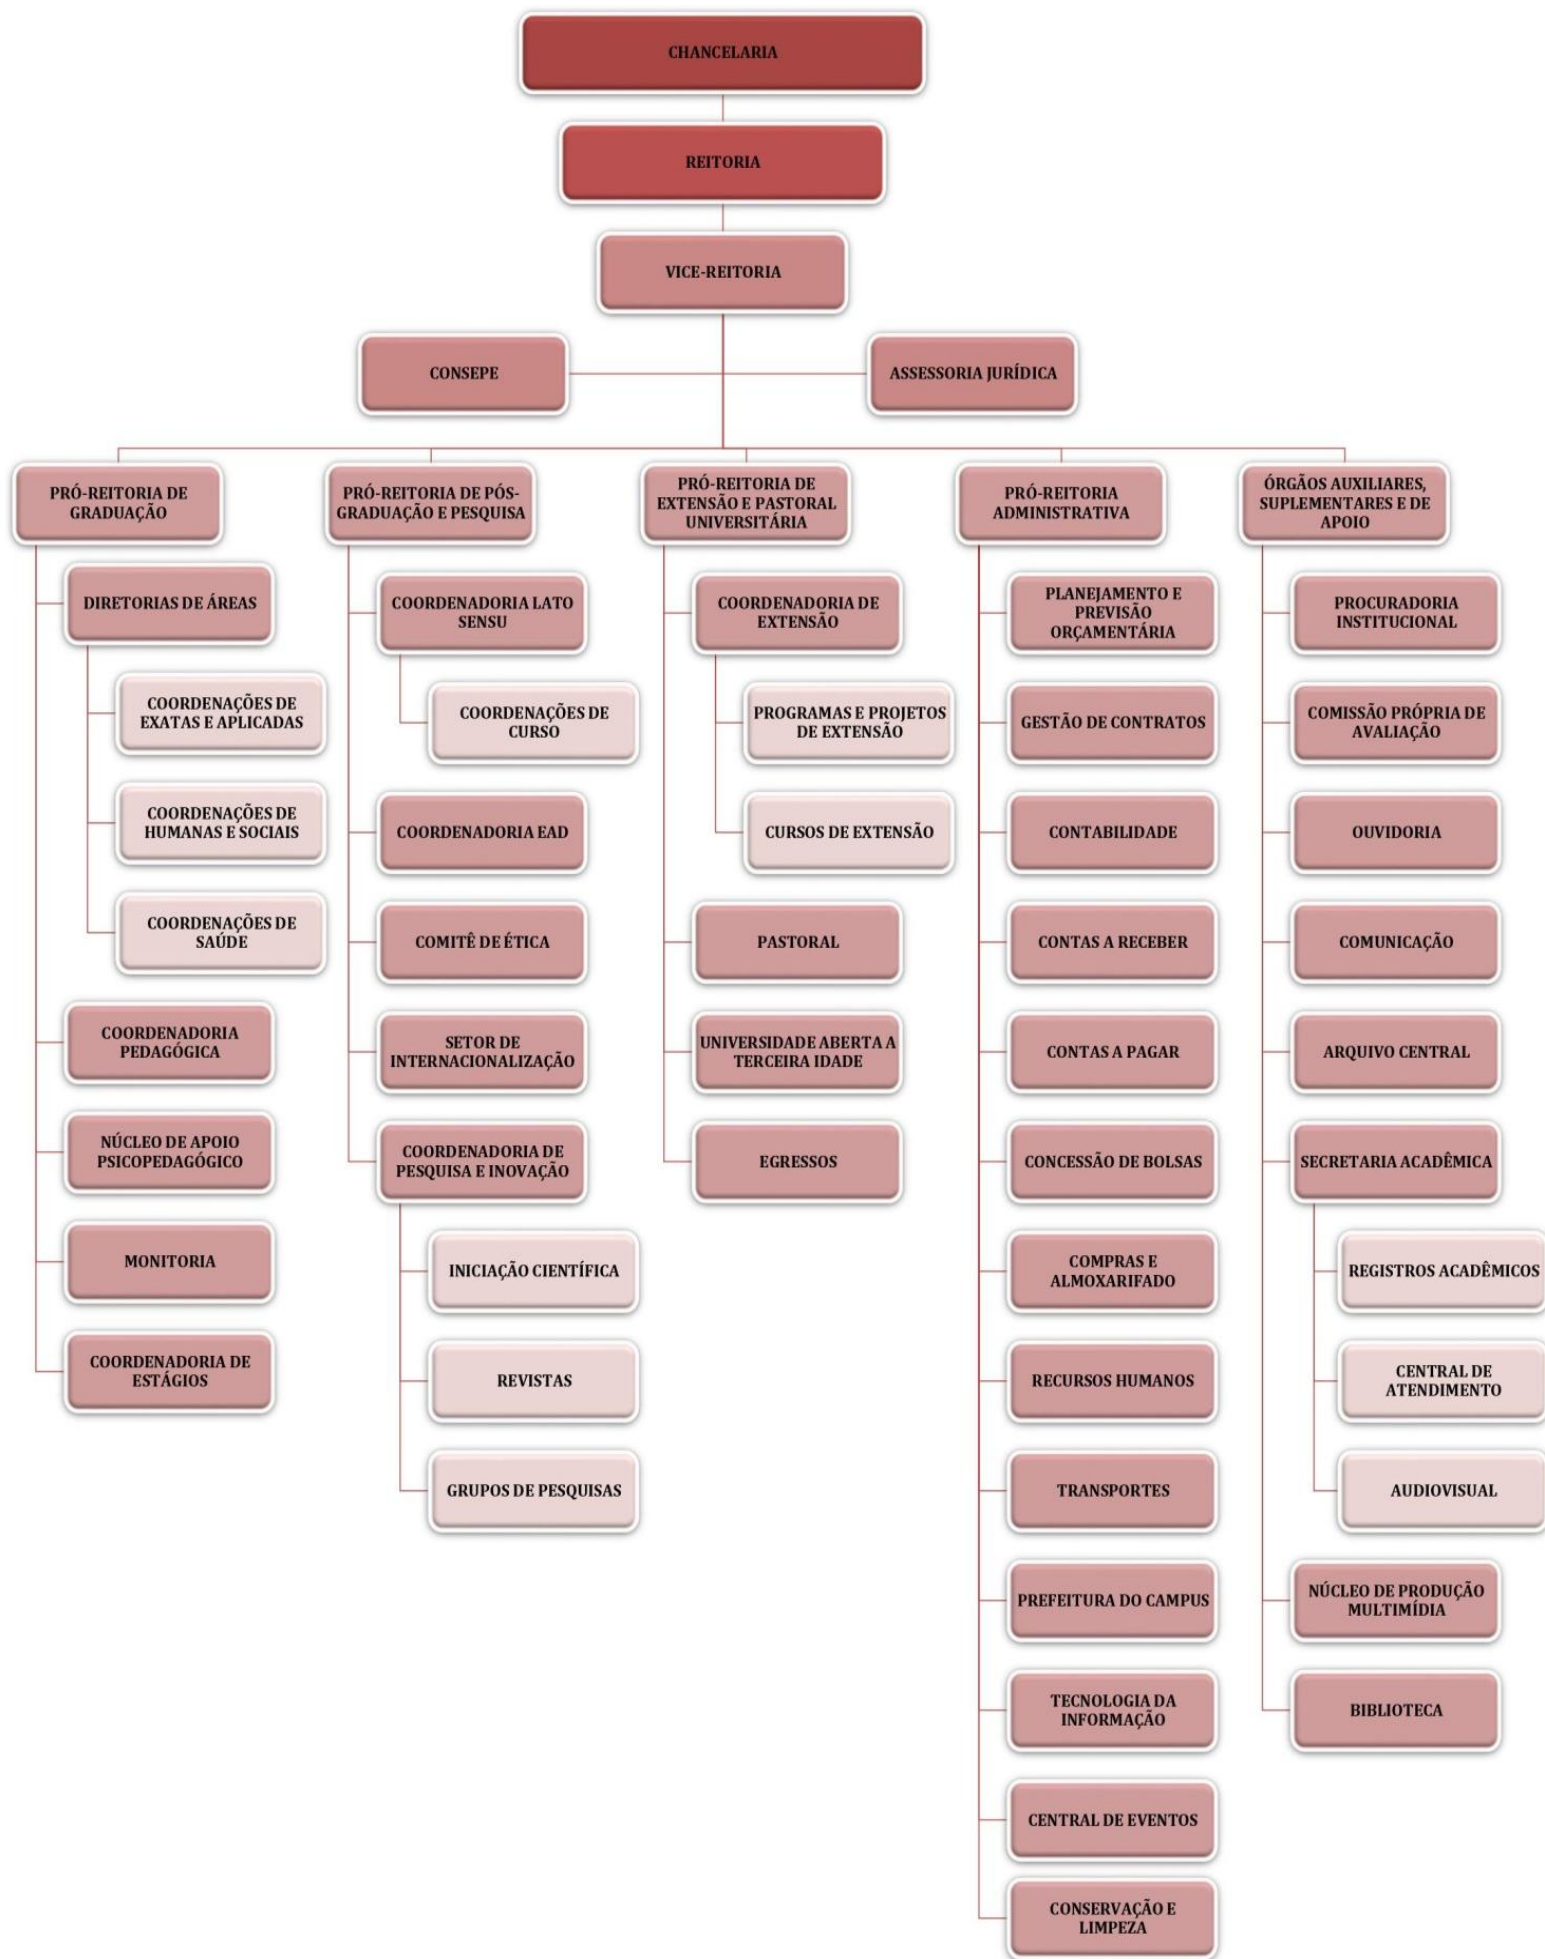 CHANCELARIA
REITORIA
VICE-REITORIA
CONSEPE
ASSESSORIA JURÍDICA
PRÓ-REITORIA DE
GRADUAÇÃO
DIRETORIAS DE ÁREAS
COORDENAÇÕES DE
EXATAS E APLICADAS
COORDENAÇÕES DE
HUMANAS E SOCIAIS
COORDENAÇÕES DE
SAÚDE
COORDENADORIA
PEDAGÓGICA
NÚCLEO DE APOIO
PSICOPEDAGÓGICO
MONITORIA
COORDENADORIA DE
ESTÁGIOS
PRÓ-REITORIA DE PÓS-
GRADUAÇÃO E PESQUISA
COORDENADORIA LATO
SENSU
COORDENAÇÕES DE
CURSO
COORDENADORIA EAD
COMITÊ DE ÉTICA
SETOR DE
INTERNACIONALIZAÇÃO
COORDENADORIA DE
PESQUISA E INOVAÇÃO
INICIAÇÃO CIENTÍFICA
REVISTAS
GRUPOS DE PESQUISAS
PRÓ-REITORIA DE
EXTENSÃO E PASTORAL
UNIVERSITÁRIA
COORDENADORIA DE
EXTENSÃO
PROGRAMAS E PROJETOS
DE EXTENSÃO
CURSOS DE EXTENSÃO
PASTORAL
UNIVERSIDADE ABERTA A
TERCEIRA IDADE
EGRESSOS
PRÓ-REITORIA
ADMINISTRATIVA
PLANEJAMENTO E
PREVISÃO
ORÇAMENTÁRIA
GESTÃO DE CONTRATOS
CONTABILIDADE
CONTAS A RECEBER
CONTAS A PAGAR
CONCESSÃO DE BOLSAS
COMPRAS E
ALMOXARIFADO
RECURSOS HUMANOS
TRANSPORTES
PREFEITURA DO CAMPUS
TECNOLOGIA DA
INFORMAÇÃO
CENTRAL DE EVENTOS
CONSERVAÇÃO E
LIMPEZA
ÓRGÃOS AUXILIARES,
SUPLEMENTARES E DE
APOIO
PROCURADORIA
INSTITUCIONAL
COMISSÃO PRÓPRIA DE
AVALIAÇÃO
OUVIDORIA
COMUNICAÇÃO
ARQUIVO CENTRAL
SECRETARIA ACADÊMICA
REGISTROS ACADÊMICOS
CENTRAL DE
ATENDIMENTO
AUDIOVISUAL
NÚCLEO DE PRODUÇÃO
MULTIMÍDIA
BIBLIOTECA